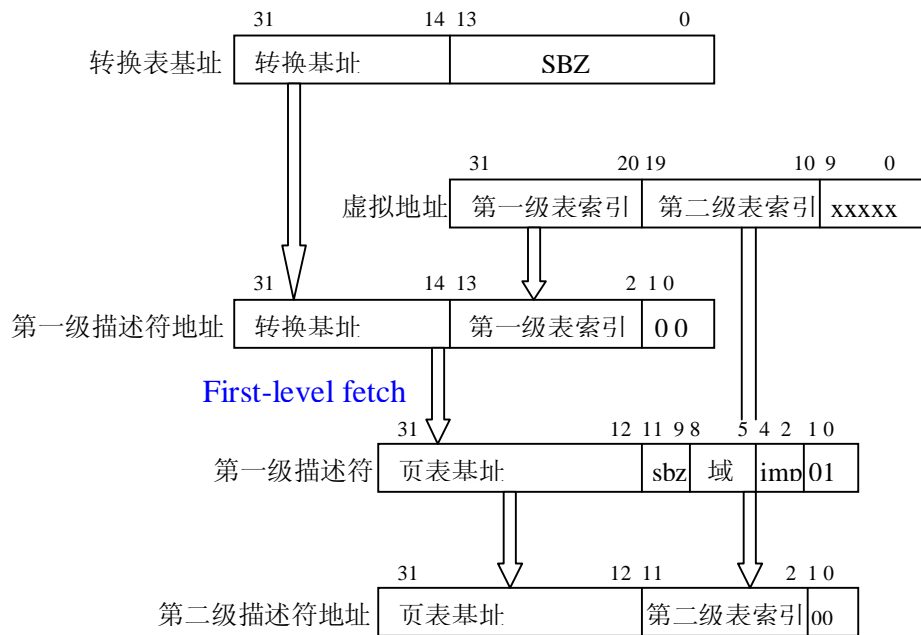 31 14 13 0
转换表基址 转换基址 SBZ
31 20 19 10 9 0
虚拟地址 第一级表索引 第二级表索引 xxxxx
31 14 13 2 1 0
第一级描述符地址 转换基址 第一级表索引 0 0
First-level fetch
31 12 11 9 8 5 4 2 1 0
第一级描述符 页表基址 sbz 域 imp 01
31 12 11 2 1 0
第二级描述符地址 页表基址 第二级表索引 00